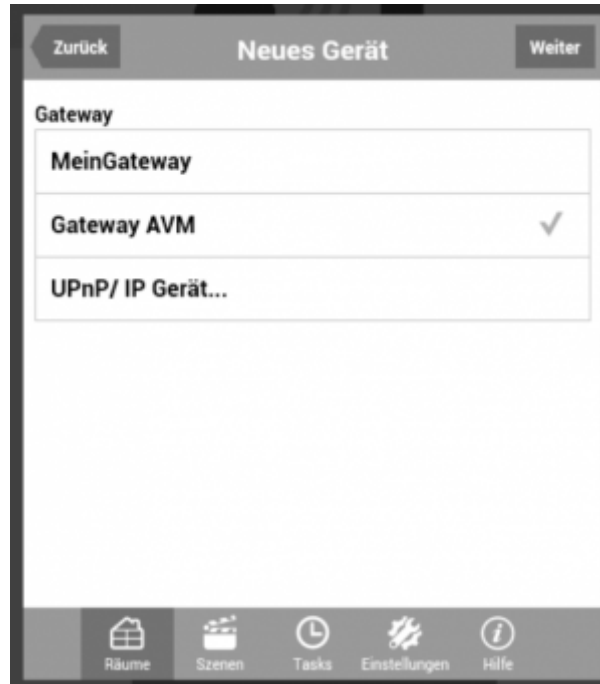 Zurück Neues Gerät Weiter
Gateway
MeinGateway
Gateway AVM
UPnP/ IP Gerät...
Räume Szenen Tasks Einstellungen Hilfe